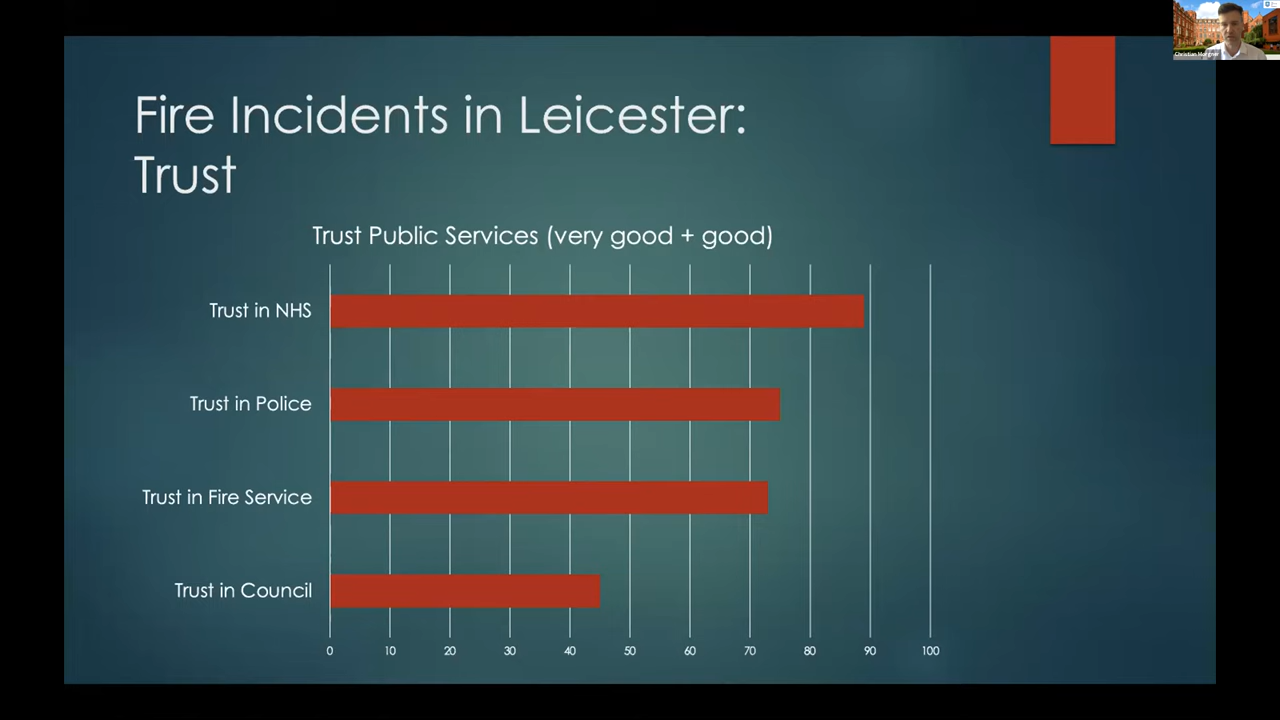 Fire Incidents in Leicester:
Trust
Trust Public Services (very good + good)
Trust in NHS
Trust in Police
Trust in Fire Service
Trust in Council
0 10 20 30 40 50 60 70 80 90 100
Christian